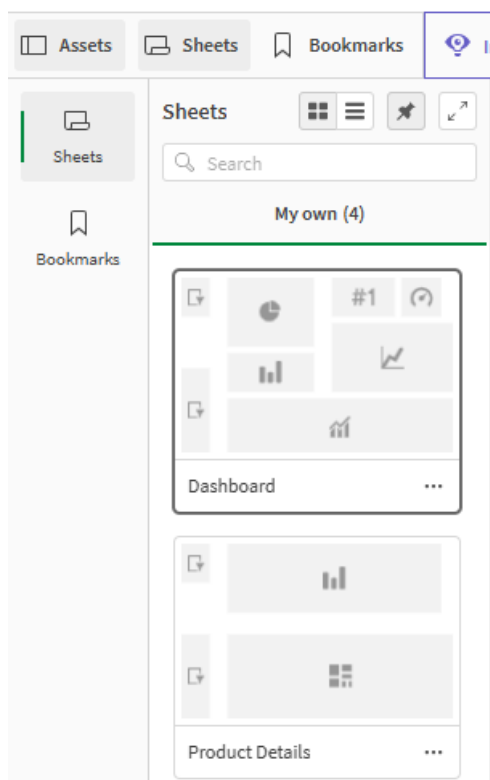 Assets Sheets Bookmarks
Sheets
Sheets
Search
My own (4)
Bookmarks
#1
Dashboard
Product Details